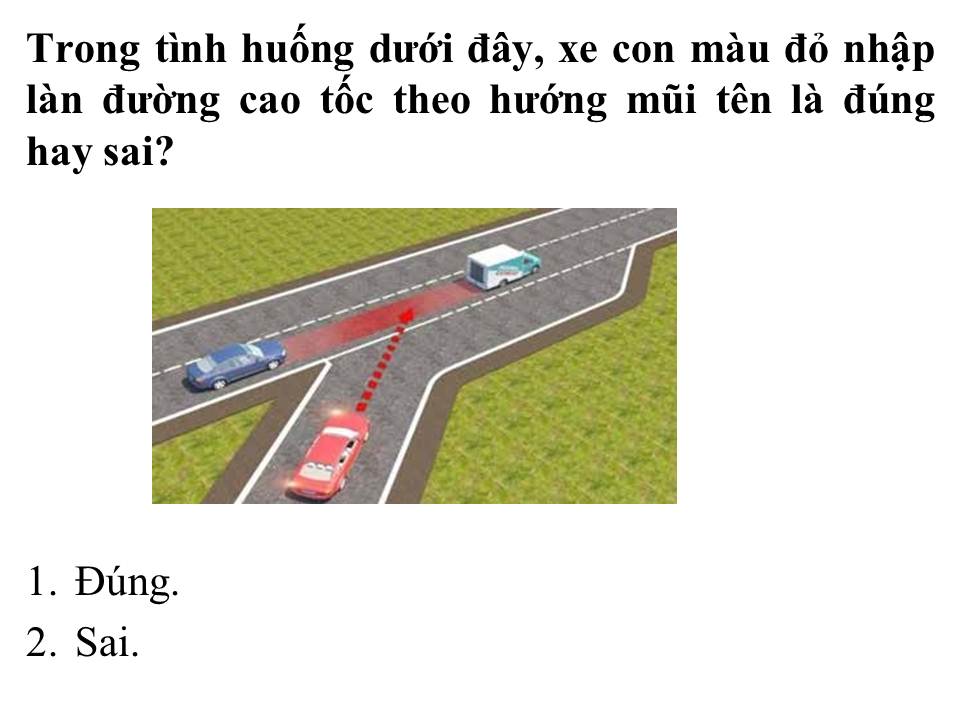 Trong tình huống dưới đây, xe con màu đỏ nhập
làn đường cao tốc theo hướng mũi tên là đúng
hay sai?
1. Đúng.
2. Sai.